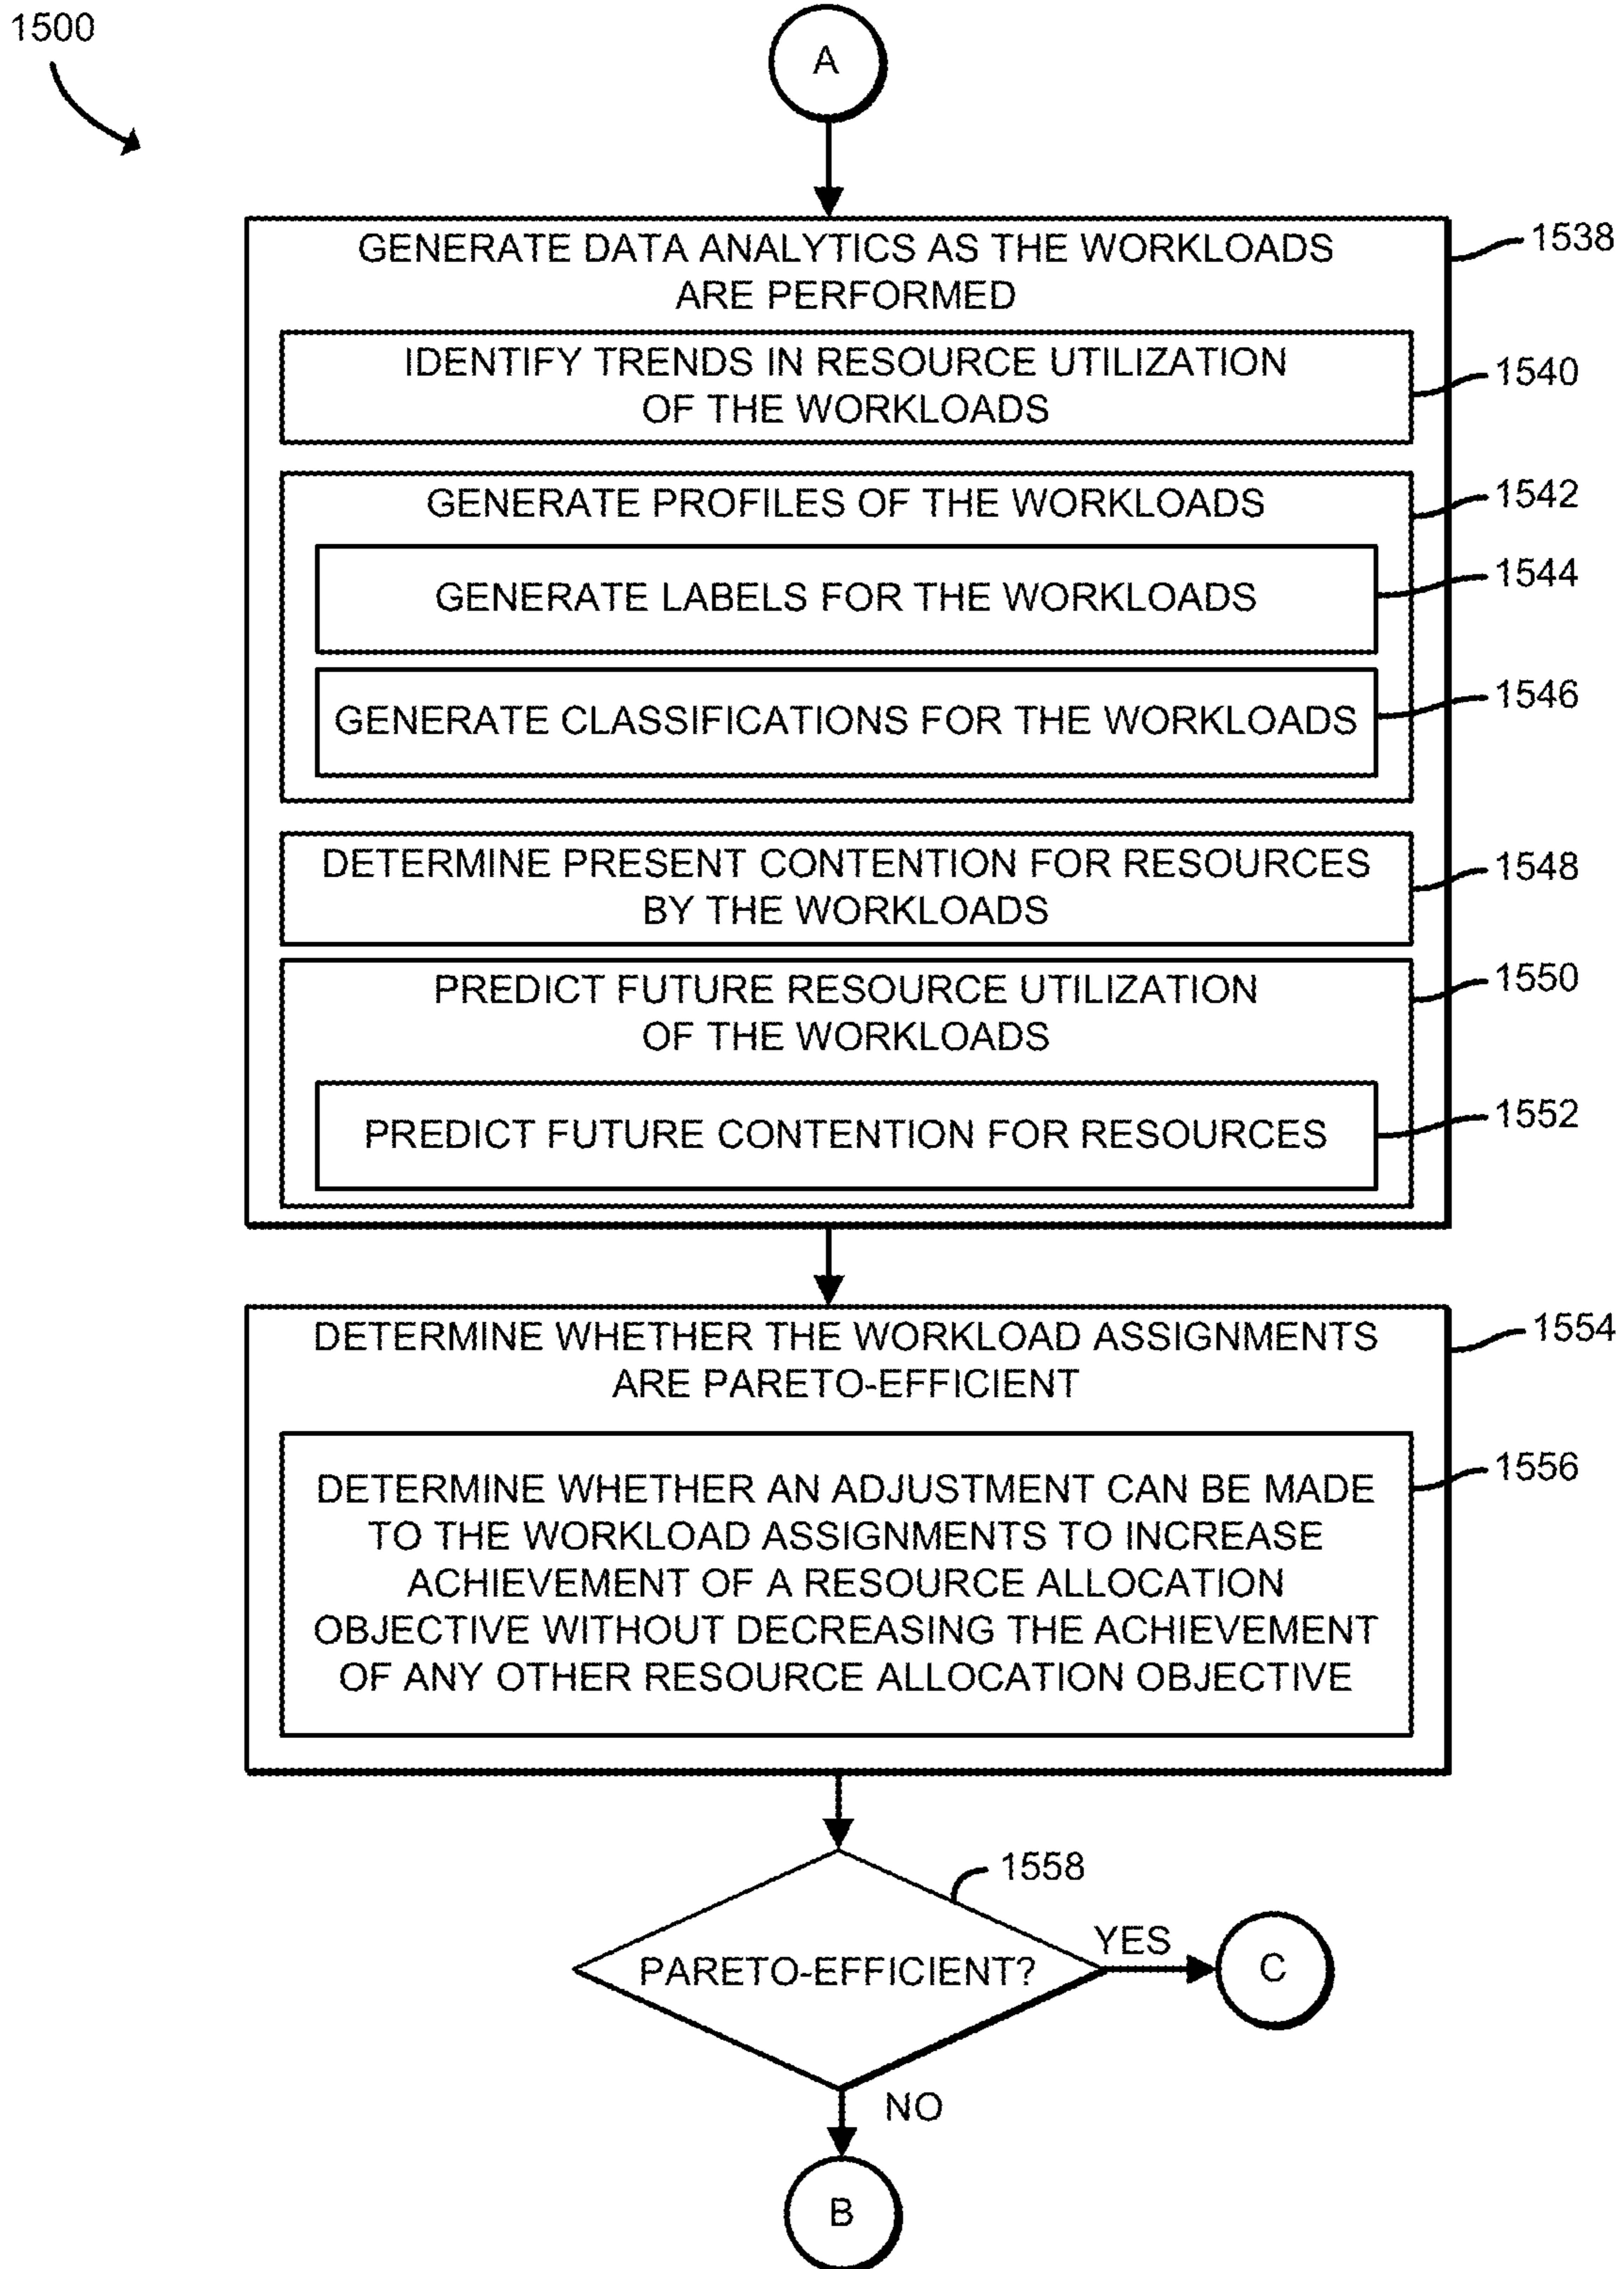 1500
A
GENERATE DATA ANALYTICS AS THE WORKLOADS
ARE PERFORMED
1538
IDENTIFY TRENDS IN RESOURCE UTILIZATION
OF THE WORKLOADS
1540
GENERATE PROFILES OF THE WORKLOADS
1542
GENERATE LABELS FOR THE WORKLOADS
1544
GENERATE CLASSIFICATIONS FOR THE WORKLOADS
1546
DETERMINE PRESENT CONTENTION FOR RESOURCES
BY THE WORKLOADS
1548
PREDICT FUTURE RESOURCE UTILIZATION
OF THE WORKLOADS
1550
PREDICT FUTURE CONTENTION FOR RESOURCES
1552
DETERMINE WHETHER THE WORKLOAD ASSIGNMENTS
ARE PARETO-EFFICIENT
1554
DETERMINE WHETHER AN ADJUSTMENT CAN BE MADE
TO THE WORKLOAD ASSIGNMENTS TO INCREASE
ACHIEVEMENT OF A RESOURCE ALLOCATION
OBJECTIVE WITHOUT DECREASING THE ACHIEVEMENT
OF ANY OTHER RESOURCE ALLOCATION OBJECTIVE
1556
1558
PARETO-EFFICIENT?
YES
C
NO
B